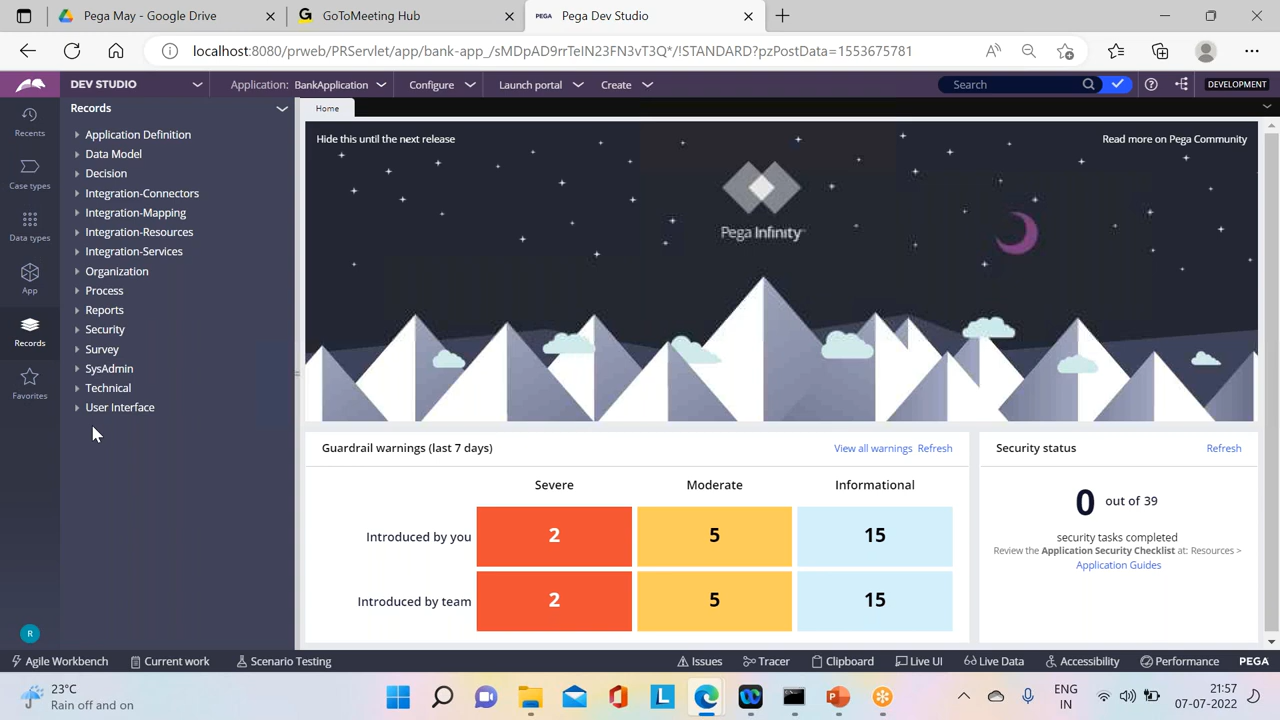 Pega May - Google Drive
GoToMeeting Hub
PEGA
Pega Dev Studio
localhost:8080/prweb/PRServlet/app/bank-app_/sMDpAD9rrTeIN23FN3vT3Q*/!STANDARD?pzPostData=1553675781
DEV STUDIO
Application: BankApplication
Configure
Launch portal
Create
Search
DEVELOPMENT
Recents
Case types
Data types
App
Records
Favorites
R
Records
Application Definition
Data Model
Decision
Integration-Connectors
Integration-Mapping
Integration-Resources
Integration-Services
Organization
Process
Reports
Security
Survey
SysAdmin
Technical
User Interface
Home
Hide this until the next release
Read more on Pega Community
Pega Infinity
Guardrail warnings (last 7 days)
View all warnings
Refresh
Severe
Moderate
Informational
Introduced by you
2
5
15
Introduced by team
2
5
15
Security status
Refresh
0 out of 39
security tasks completed
Review the Application Security Checklist at: Resources >
Application Guides
Agile Workbench
Current work
Scenario Testing
Issues
Tracer
Clipboard
Live UI
Live Data
Accessibility
Performance
PEGA
23°C
Rain off and on
L
ENG
IN
21:57
07-07-2022